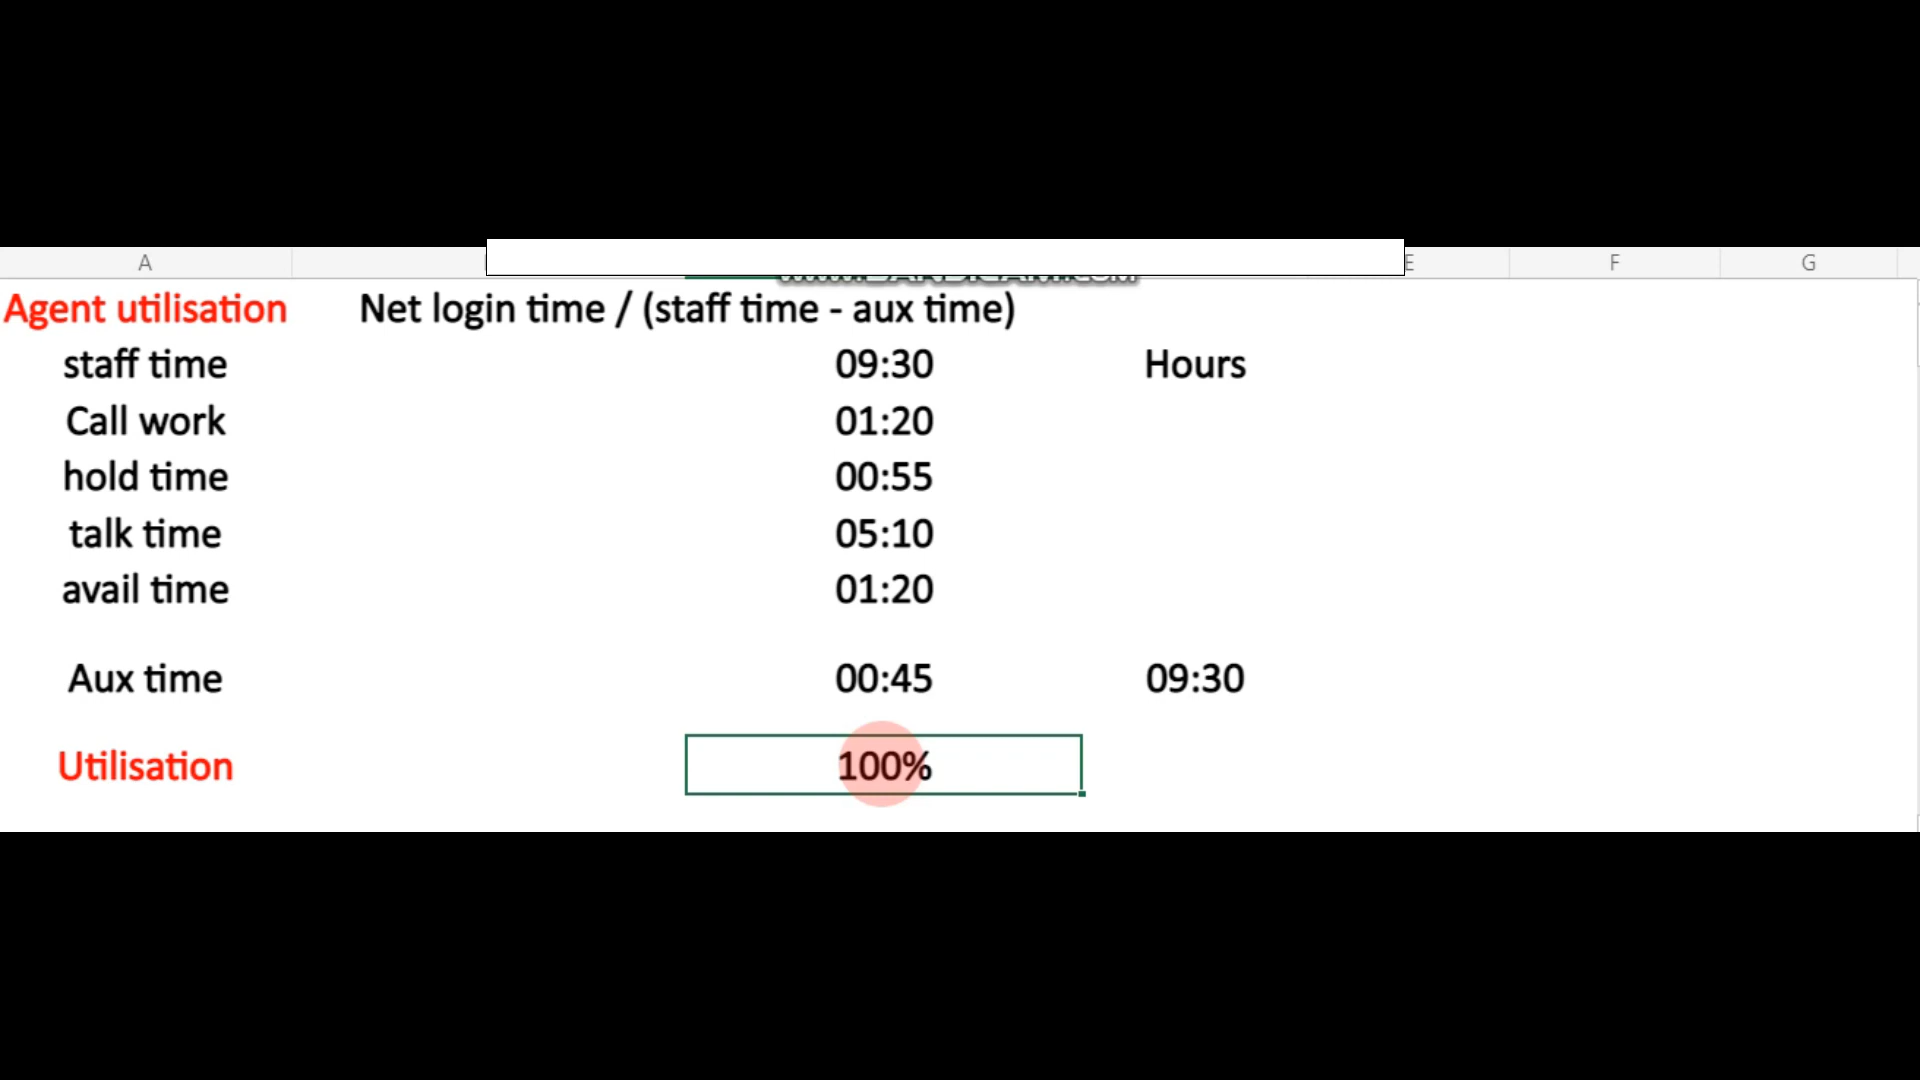 A E F G
Agent utilisation Net login time / (staff time - aux time)
staff time 09:30 Hours
Call work 01:20
hold time 00:55
talk time 05:10
avail time 01:20
Aux time 00:45 09:30
Utilisation 100%